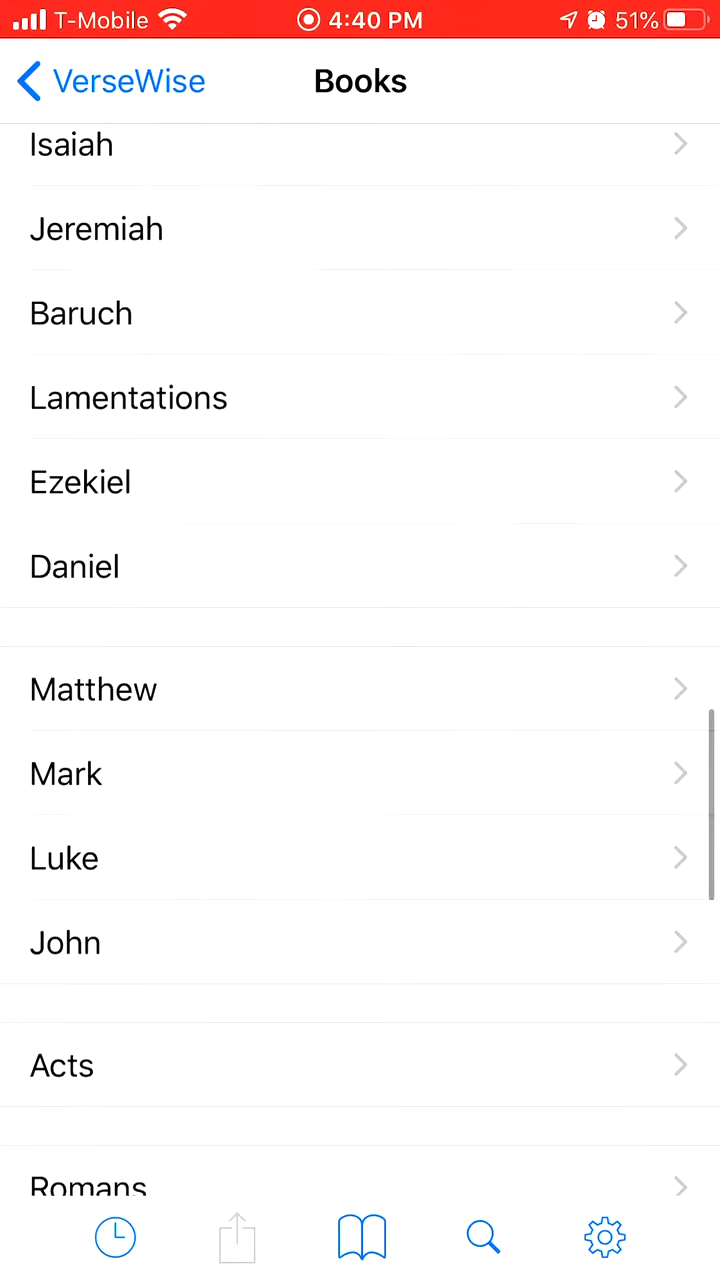 T-Mobile 4:40 PM 51%
VerseWise Books
Isaiah
Jeremiah
Baruch
Lamentations
Ezekiel
Daniel
Matthew
Mark
Luke
John
Acts
Romans